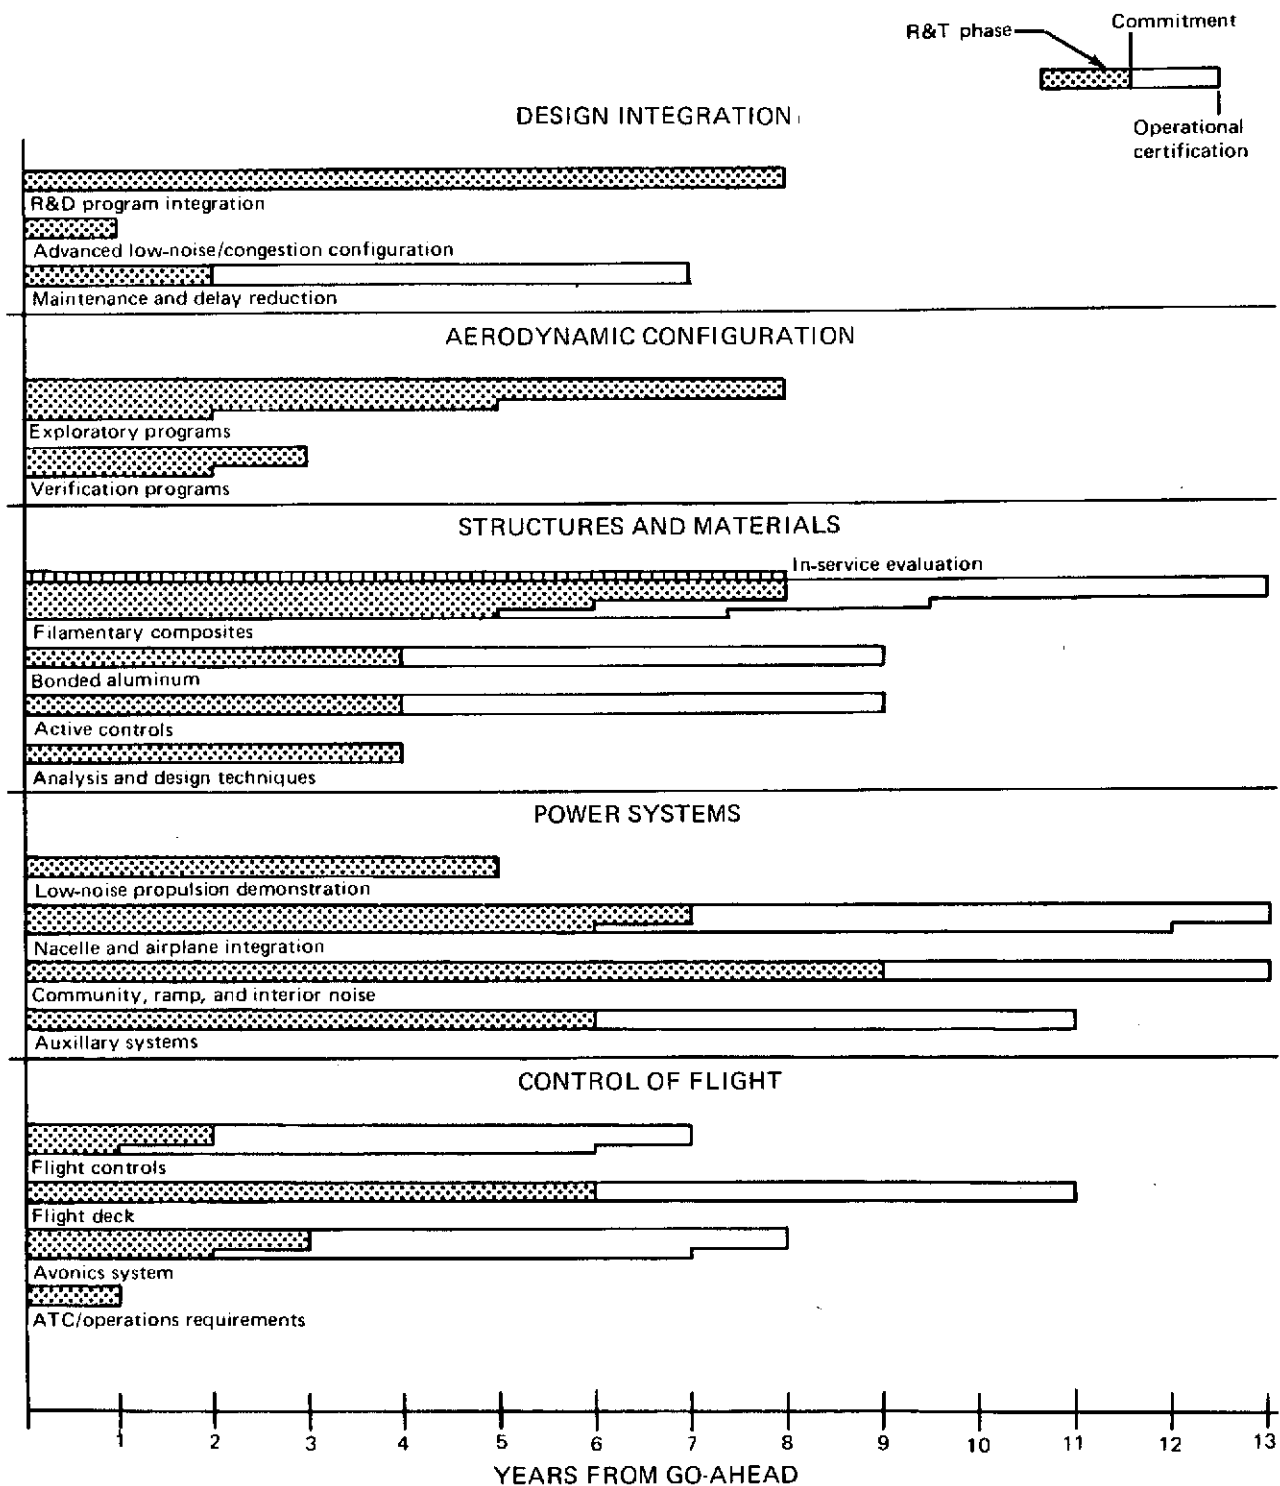 R&T phase
Commitment
Operational
certification
DESIGN INTEGRATION
R&D program integration
Advanced low-noise/congestion configuration
Maintenance and delay reduction
AERODYNAMIC CONFIGURATION
Exploratory programs
Verification programs
STRUCTURES AND MATERIALS
In-service evaluation
Filamentary composites
Bonded aluminum
Active controls
Analysis and design techniques
POWER SYSTEMS
Low-noise propulsion demonstration
Nacelle and airplane integration
Community, ramp, and interior noise
Auxillary systems
CONTROL OF FLIGHT
Flight controls
Flight deck
Avonics system
ATC/operations requirements
1 2 3 4 5 6 7 8 9 10 11 12 13
YEARS FROM GO-AHEAD